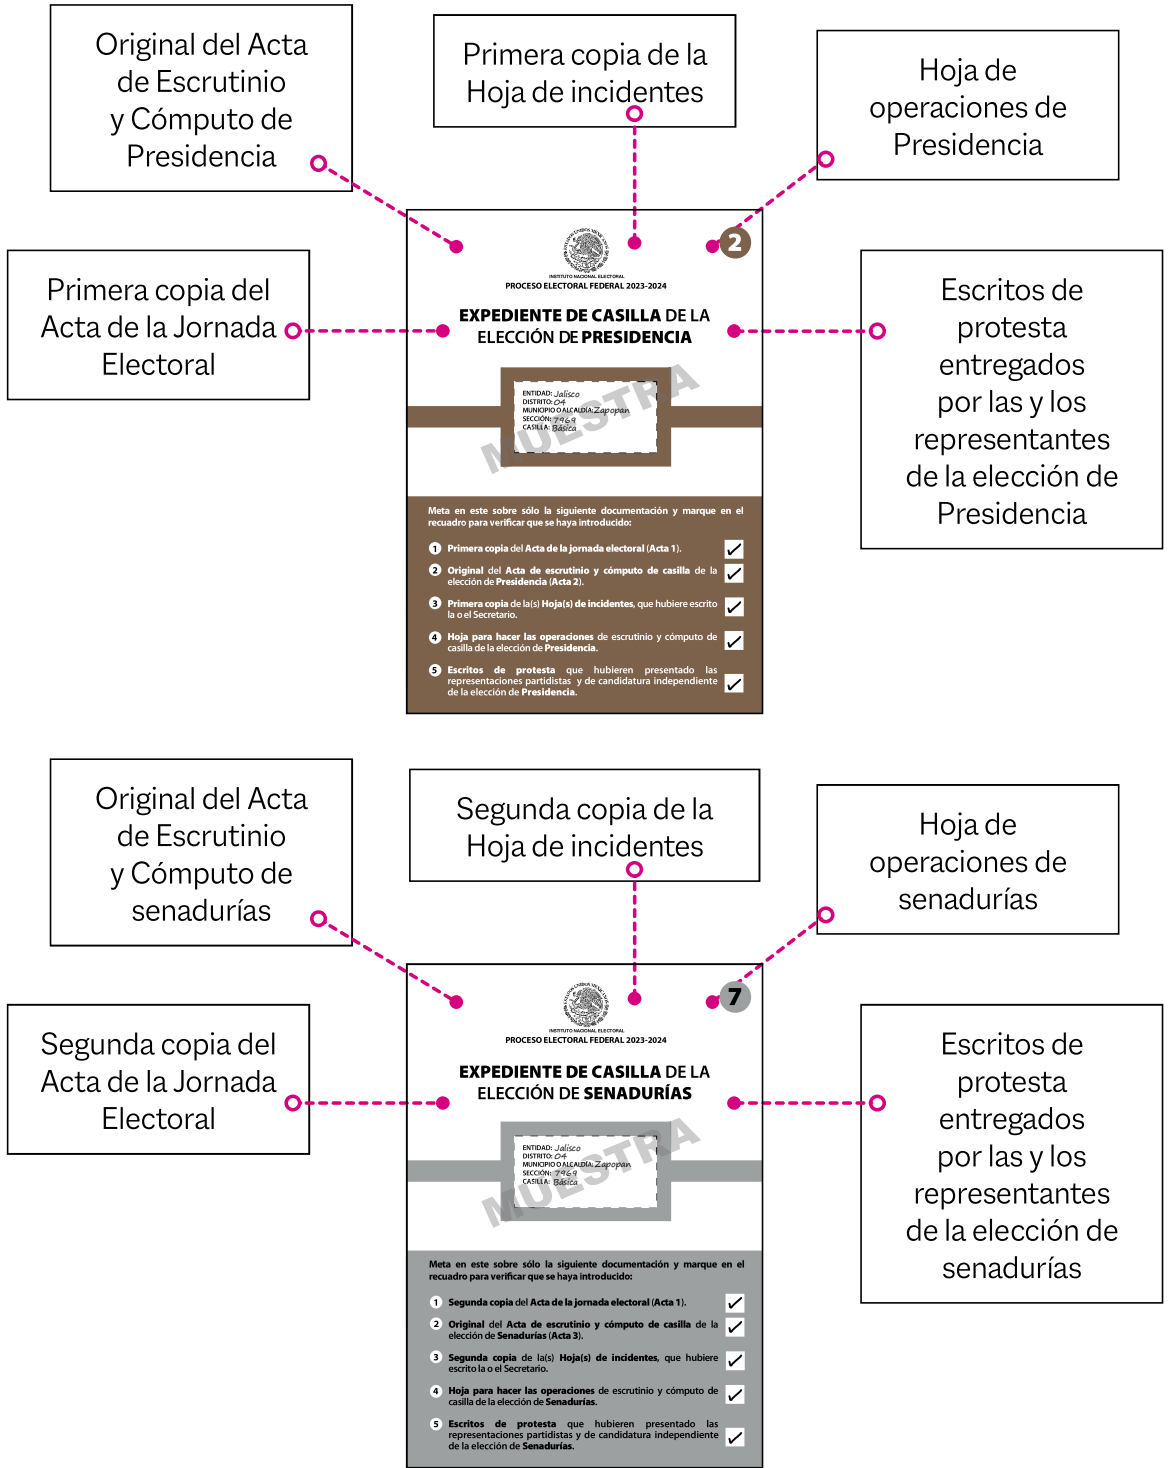 Original del Acta
de Escrutinio
y Cómputo de
Presidencia
Primera copia de la
Hoja de incidentes
Hoja de
operaciones de
Presidencia
Primera copia del
Acta de la Jornada
Electoral
Escritos de
protesta
entregados
por las y los
representantes
de la elección de
Presidencia
2
ESTADOS UNIDOS MEXICANOS
INSTITUTO NACIONAL ELECTORAL
PROCESO ELECTORAL FEDERAL 2023-2024
EXPEDIENTE DE CASILLA DE LA
ELECCIÓN DE PRESIDENCIA
ENTIDAD: Jalisco
DISTRITO: 04
MUNICIPIO O ALCALDÍA: Zapopan
SECCIÓN: 7969
CASILLA: Básica
MUESTRA
Meta en este sobre sólo la siguiente documentación y marque en el
recuadro para verificar que se haya introducido:
1 Primera copia del Acta de la jornada electoral (Acta 1).
2 Original del Acta de escrutinio y cómputo de casilla de la
elección de Presidencia (Acta 2).
3 Primera copia de la(s) Hoja(s) de incidentes, que hubiere escrito
la o el Secretario.
4 Hoja para hacer las operaciones de escrutinio y cómputo de
casilla de la elección de Presidencia.
5 Escritos de protesta que hubieren presentado las
representaciones partidistas y de candidatura independiente
de la elección de Presidencia.
Original del Acta
de Escrutinio
y Cómputo de
senadurías
Segunda copia de la
Hoja de incidentes
Hoja de
operaciones de
senadurías
Segunda copia del
Acta de la Jornada
Electoral
Escritos de
protesta
entregados
por las y los
representantes
de la elección de
senadurías
7
ESTADOS UNIDOS MEXICANOS
INSTITUTO NACIONAL ELECTORAL
PROCESO ELECTORAL FEDERAL 2023-2024
EXPEDIENTE DE CASILLA DE LA
ELECCIÓN DE SENADURÍAS
ENTIDAD: Jalisco
DISTRITO: 04
MUNICIPIO O ALCALDÍA: Zapopan
SECCIÓN: 7969
CASILLA: Básica
MUESTRA
Meta en este sobre sólo la siguiente documentación y marque en el
recuadro para verificar que se haya introducido:
1 Segunda copia del Acta de la jornada electoral (Acta 1).
2 Original del Acta de escrutinio y cómputo de casilla de la
elección de Senadurías (Acta 3).
3 Segunda copia de la(s) Hoja(s) de incidentes, que hubiere
escrito la o el Secretario.
4 Hoja para hacer las operaciones de escrutinio y cómputo de
casilla de la elección de Senadurías.
5 Escritos de protesta que hubieren presentado las
representaciones partidistas y de candidatura independiente
de la elección de Senadurías.